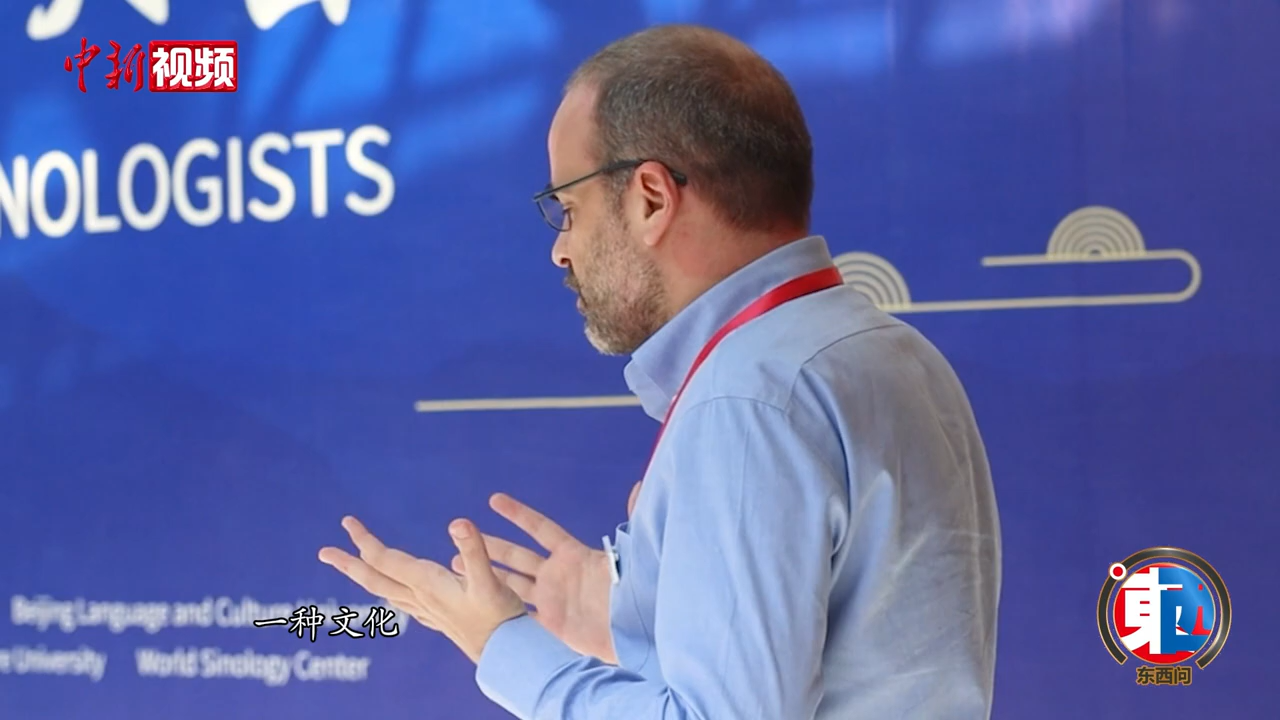 中新视频
NOLOGISTS
Beijing Language and Culture
一种文化
University
World Sinology Center
東
东西问